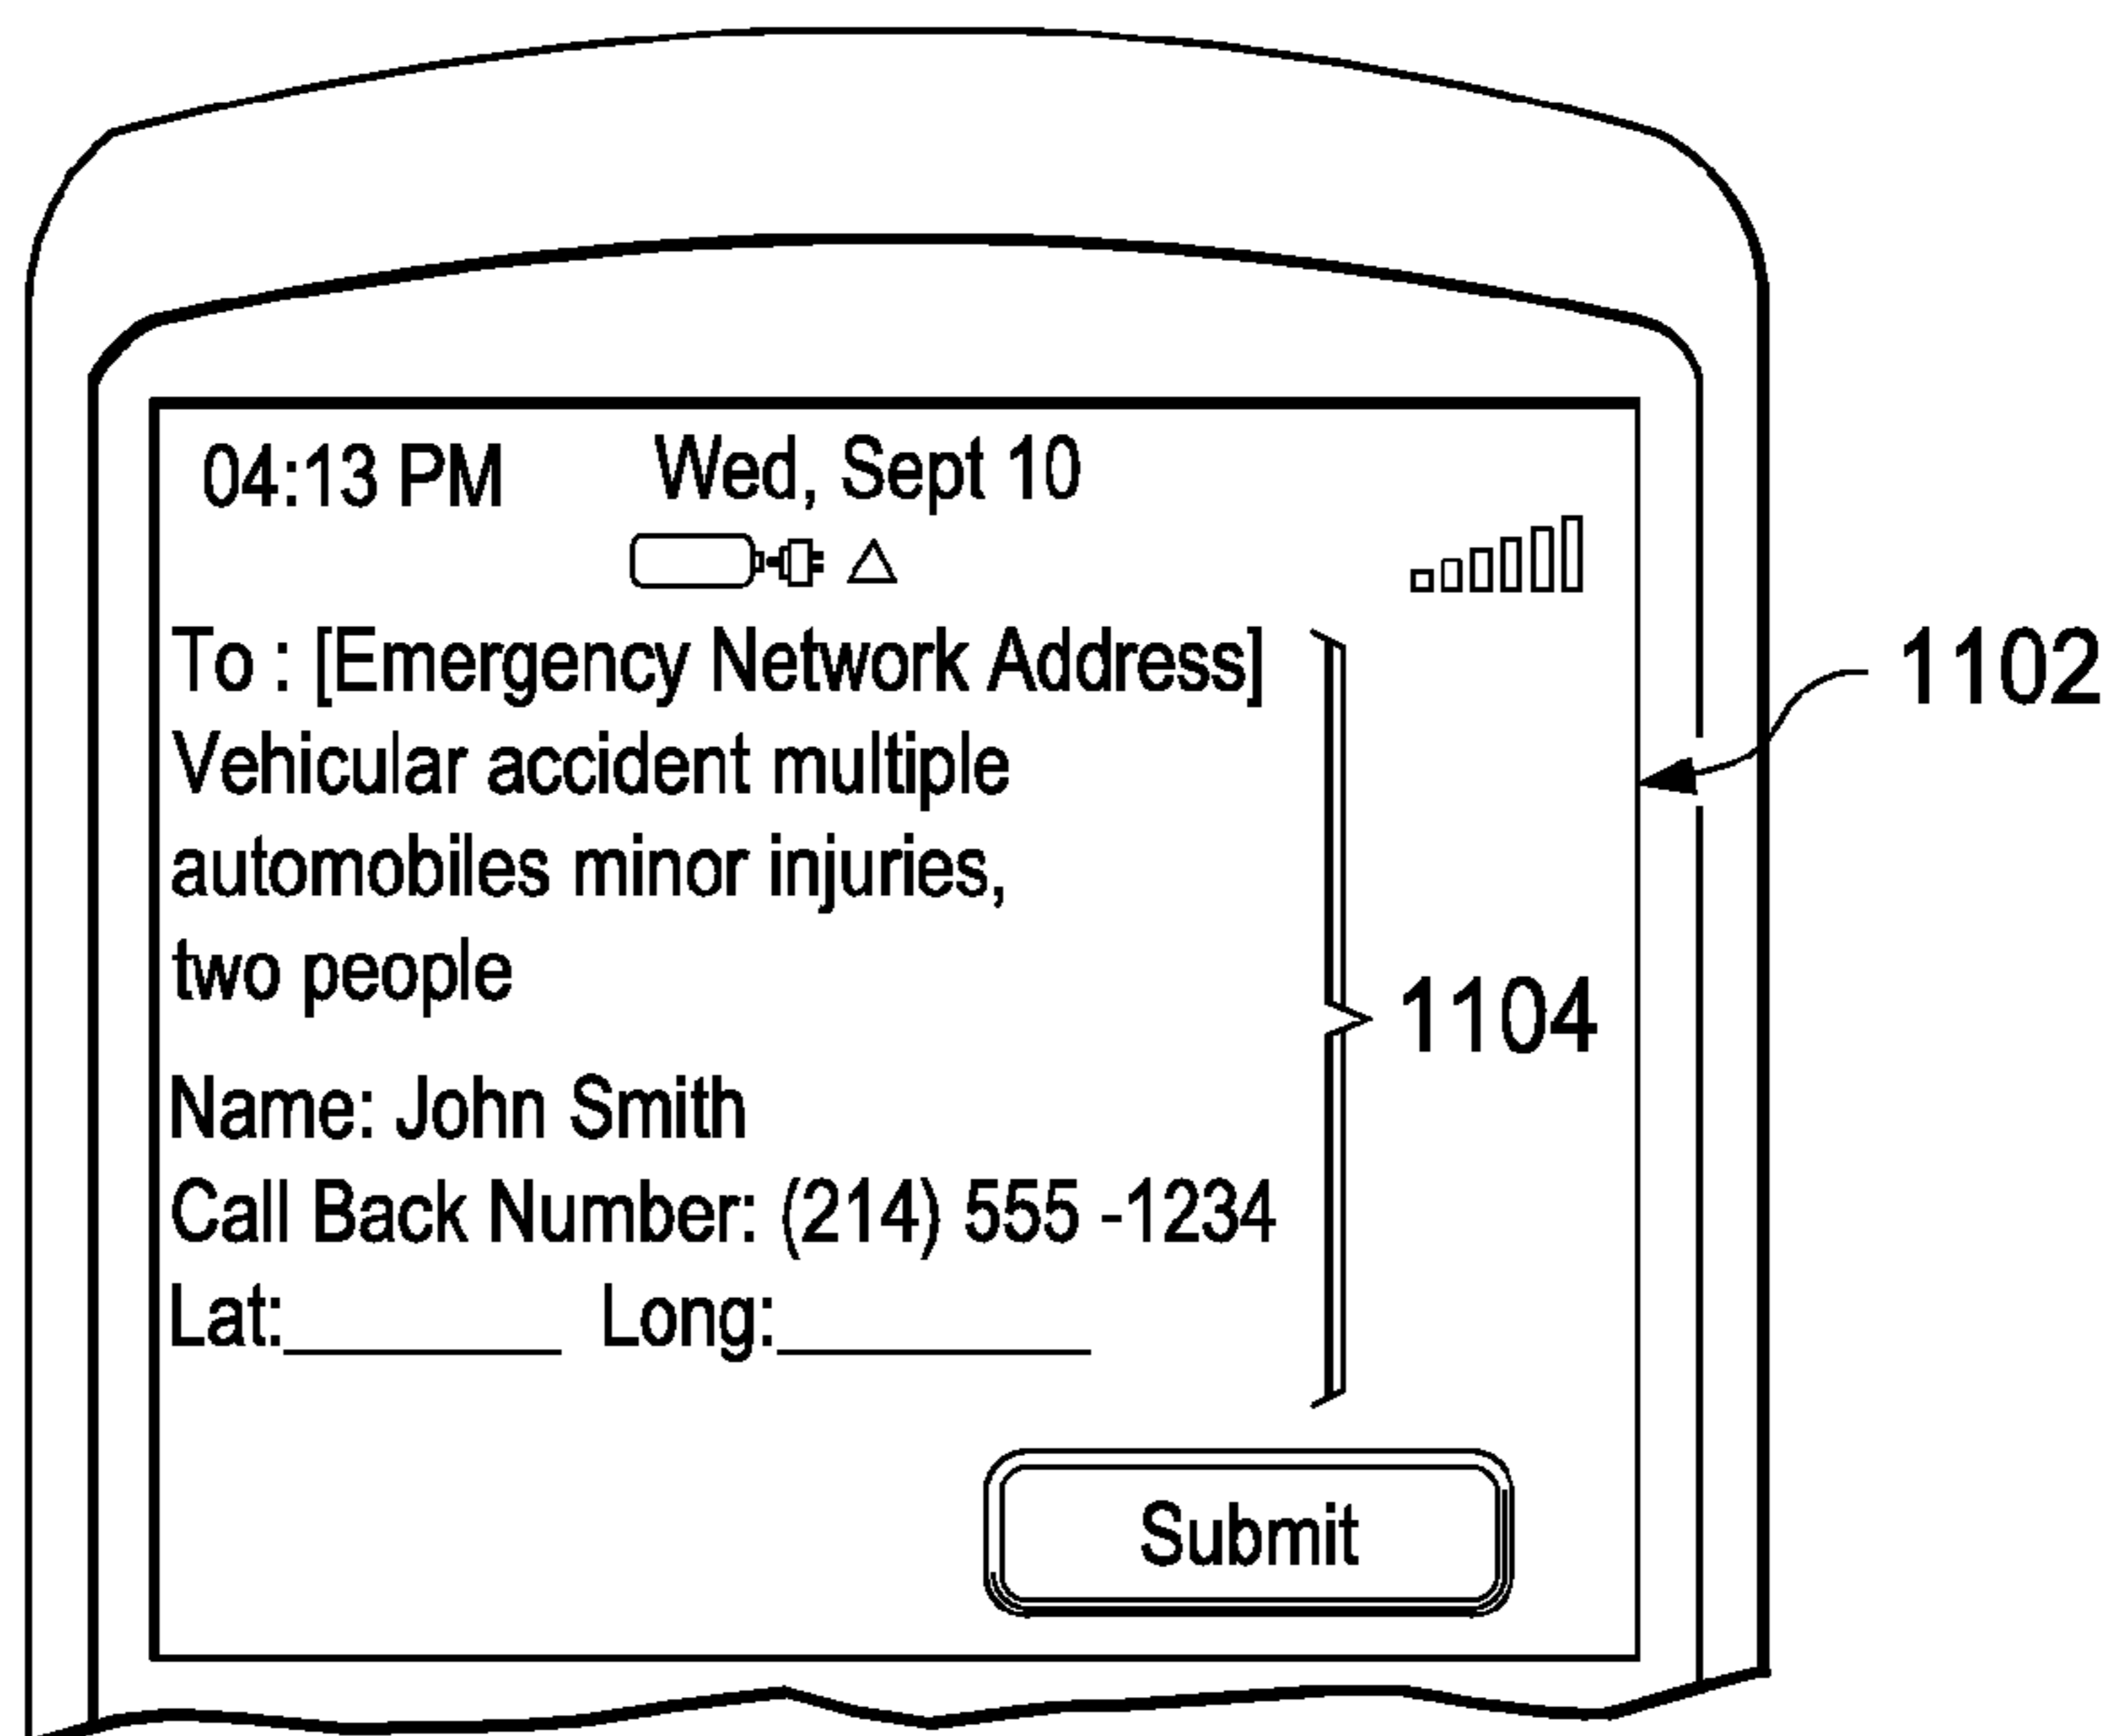 04:13 PM Wed, Sept 10
To : [Emergency Network Address]
1102
Vehicular accident multiple
automobiles minor injuries,
two people
1104
Name: John Smith
Call Back Number: (214) 555 -1234
Lat:__________ Long:___________
Submit